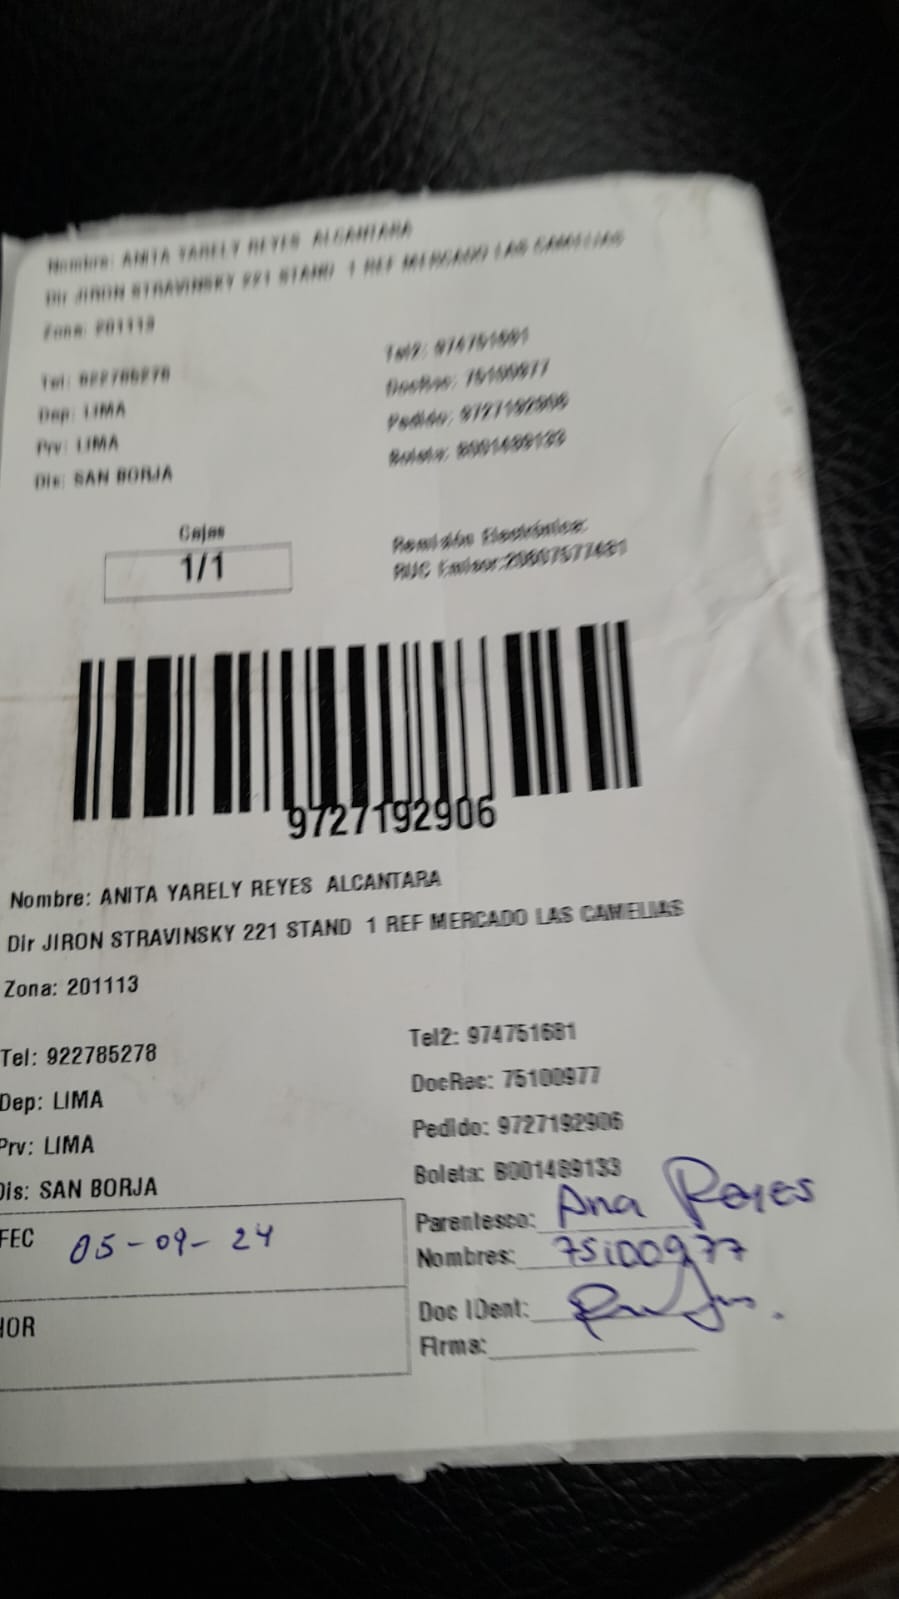 Nombre: ANITA YARELY REYES ALCANTARA
Dir JIRON STRAVINSKY 221 STAND 1 REF MERCADO LAS CAMELIAS
Zona: 201113
Tel: 922785278
Tel2: 974751681
Dep: LIMA
DocRec: 75100977
Prv: LIMA
Pedido: 9727192906
Dis: SAN BORJA
Boleta: B001489133
Cajas
1/1
Electrónica:
RUC Emisor:
9727192906
Nombre: ANITA YARELY REYES ALCANTARA
Dir JIRON STRAVINSKY 221 STAND 1 REF MERCADO LAS CAMELIAS
Zona: 201113
Tel: 922785278
Tel2: 974751681
Dep: LIMA
DocRec: 75100977
Prv: LIMA
Pedido: 9727192906
Dis: SAN BORJA
Boleta: B001489133
FEC 05-09-24
Parentesco: Ana Reyes
Nombres: 75100977
HOR
Doc IDent:
Firma: